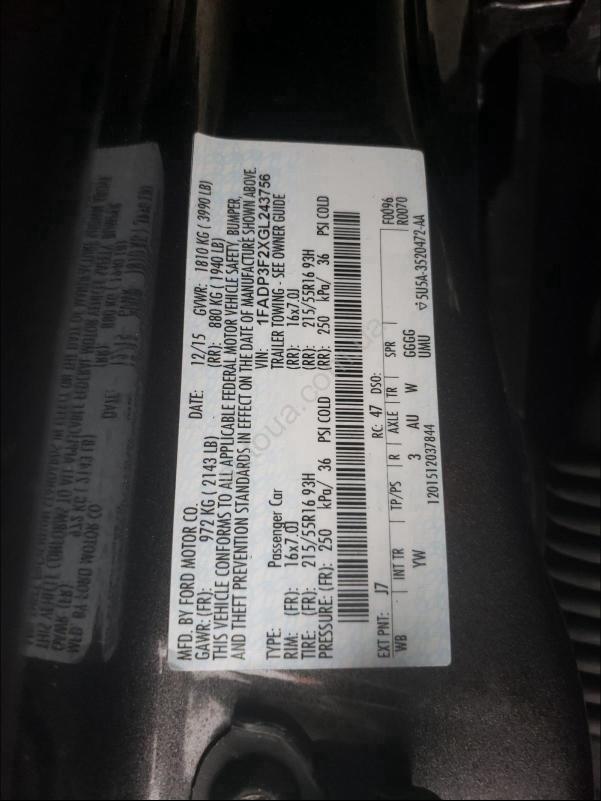 MFD. BY FORD MOTOR CO. DATE: 12/15 GVWR: 1810 KG (3990 LB)
GAWR: (FR): 972 KG (2143 LB) (RR): 880 KG (1940 LB)
THIS VEHICLE CONFORMS TO ALL APPLICABLE FEDERAL MOTOR VEHICLE SAFETY, BUMPER,
AND THEFT PREVENTION STANDARDS IN EFFECT ON THE DATE OF MANUFACTURE SHOWN ABOVE.
VIN: 1FADP3F2XGL243756
TYPE: Passenger Car TRAILER TOWING - SEE OWNER GUIDE
RIM: (FR): 16x7.0J (RR): 16x7.0J
TIRE: (FR): 215/55R16 93H (RR): 215/55R16 93H
PRESSURE: (FR): 250 kPa/ 36 PSI COLD (RR): 250 kPa/ 36 PSI COLD
EXT PNT: J7 RC: 47 DSO: F0096
WB INT TR TP/PS R AXLE TR SPR R0070
YW 3 AU W GGGG
UMU
1201512037844 5U5A-3520472-AA